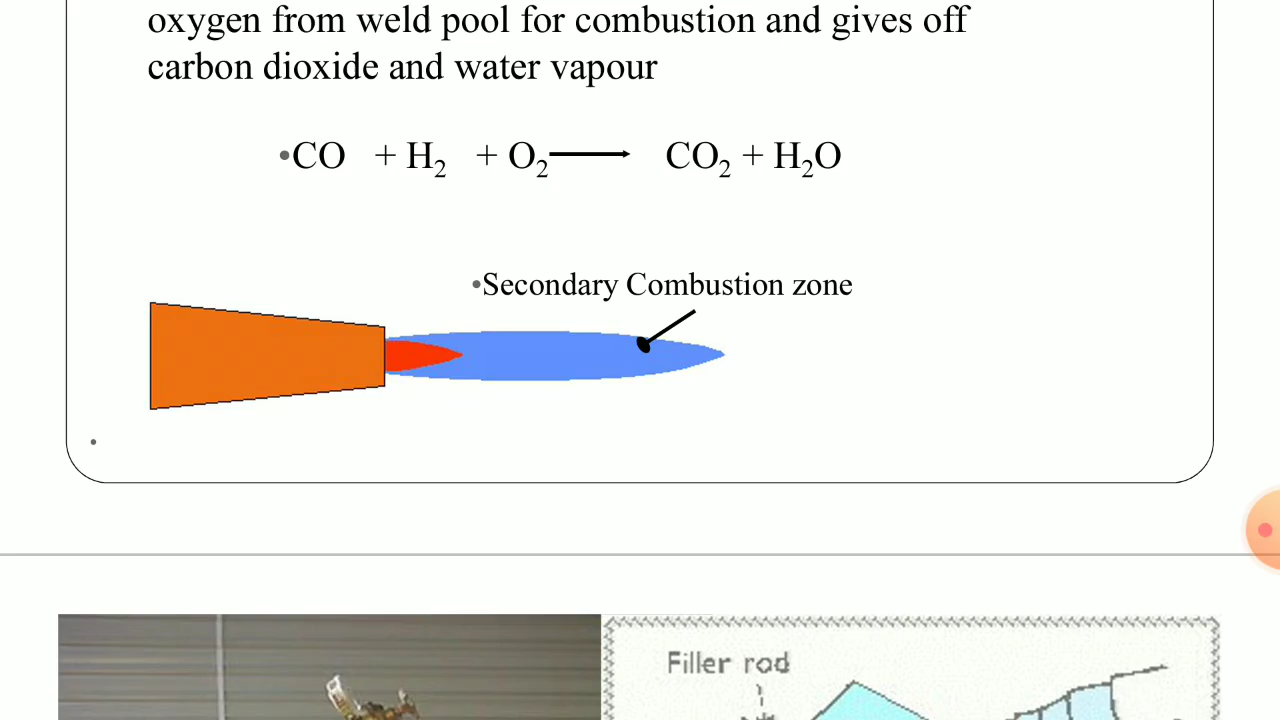 oxygen from weld pool for combustion and gives off
carbon dioxide and water vapour
•CO + H₂ + O₂ → CO₂ + H₂O
•Secondary Combustion zone
•
Filler rod